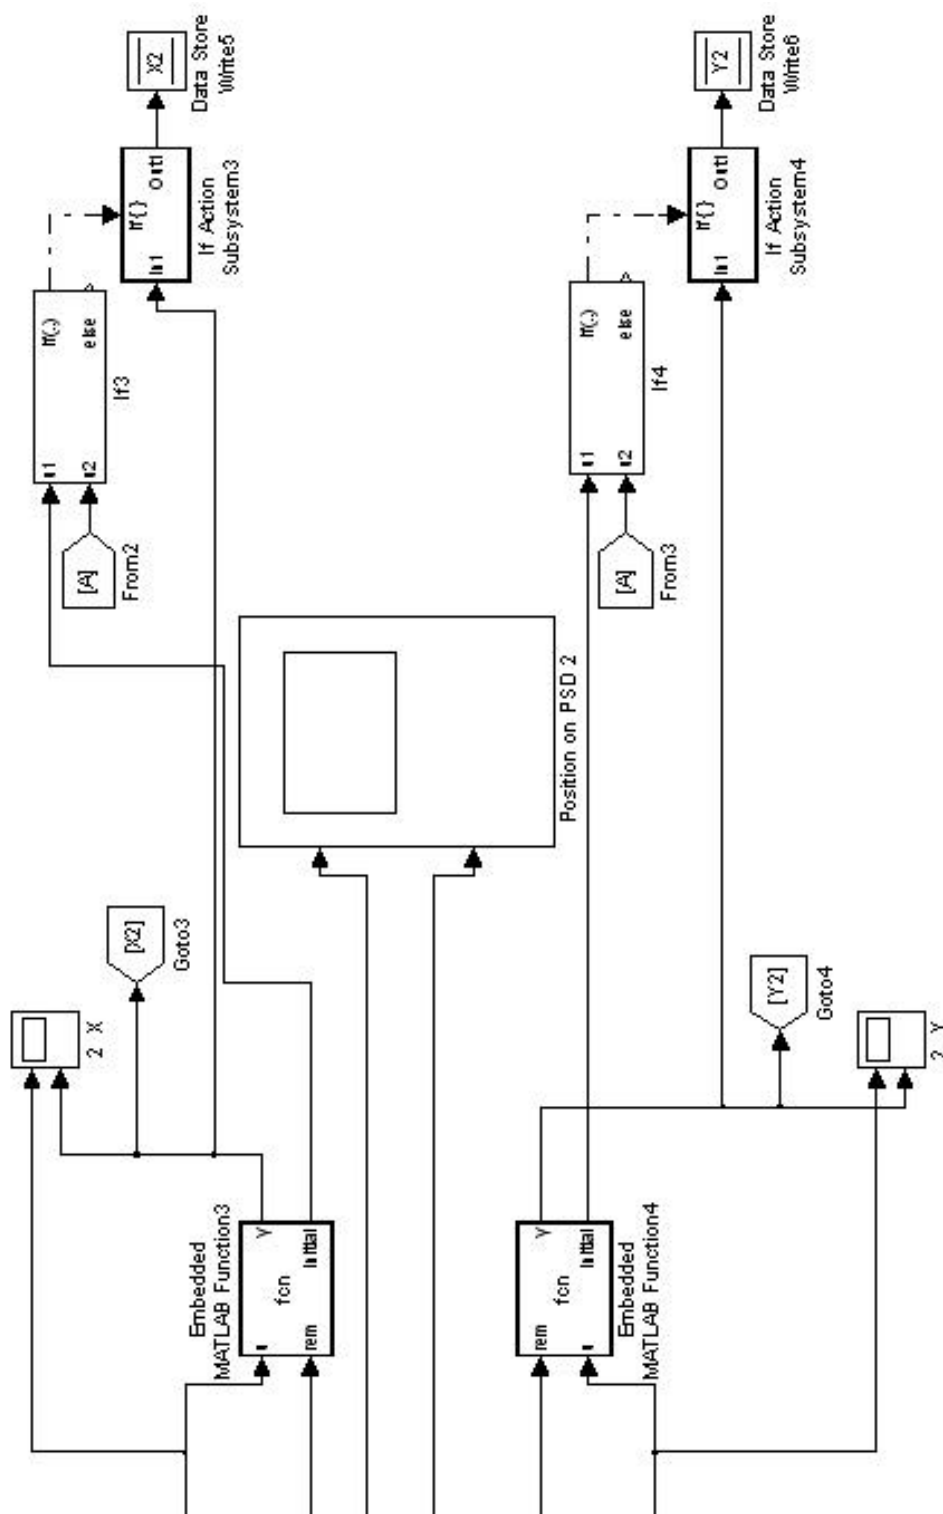 2 X
u1
if(.)
u2
else
If3
[A]
From2
[X2]
Goto3
if { }
In1
Out1
If Action
Subsystem3
X2
Data Store
Write5
Embedded
MATLAB Function3
u
y
fcn
rem
Initial
Position on PSD 2
rem
y
fcn
u
Initial
Embedded
MATLAB Function4
u1
if(.)
u2
else
If4
[A]
From3
if { }
In1
Out1
If Action
Subsystem4
Y2
Data Store
Write6
[Y2]
Goto4
2 Y